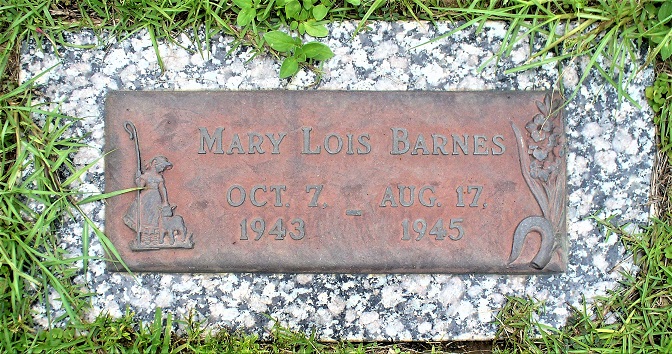 Mary Lois Barnes
Oct. 7, – Aug. 17,
1943 1945